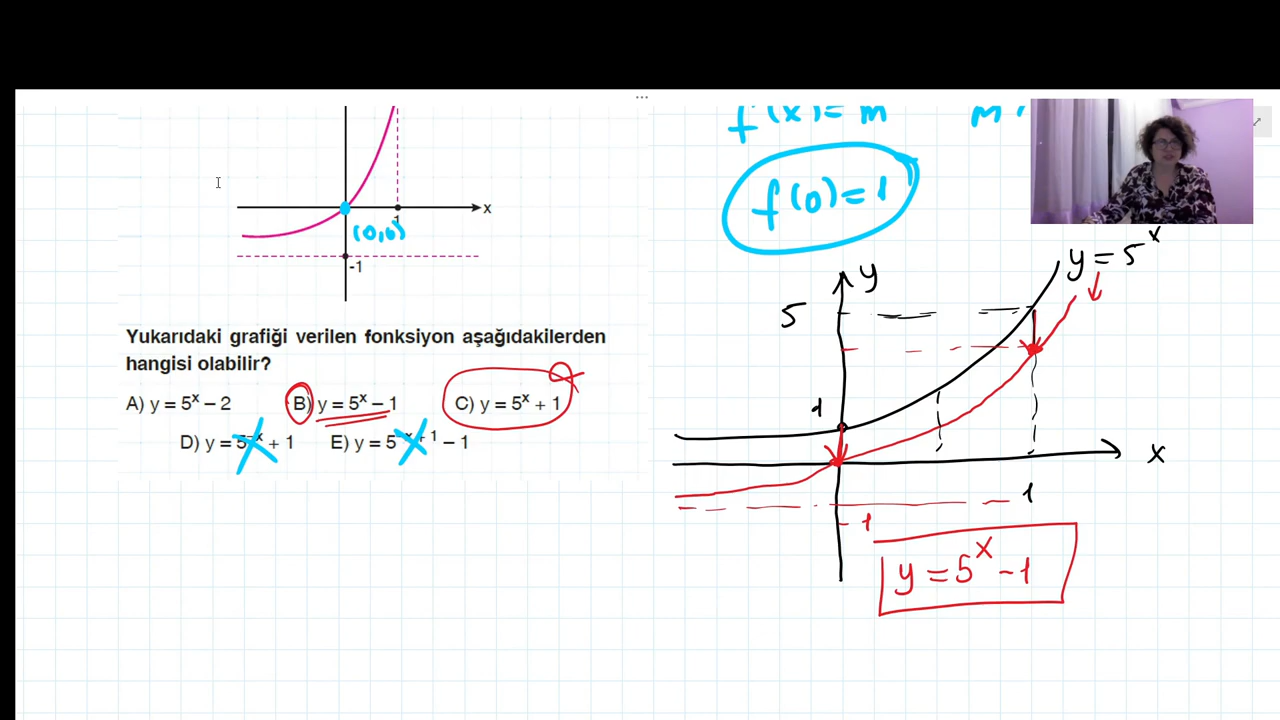 x
1
(0,0)
-1
Yukarıdaki grafiği verilen fonksiyon aşağıdakilerden
hangisi olabilir?
A) y = 5ˣ – 2 B) y = 5ˣ – 1 C) y = 5ˣ + 1
D) y = 5⁻ˣ + 1 E) y = 5⁻ˣ⁺¹ – 1
f(x)=m
m
f(0)=1
y
y=5ˣ
5
1
x
1
-1
y=5ˣ-1